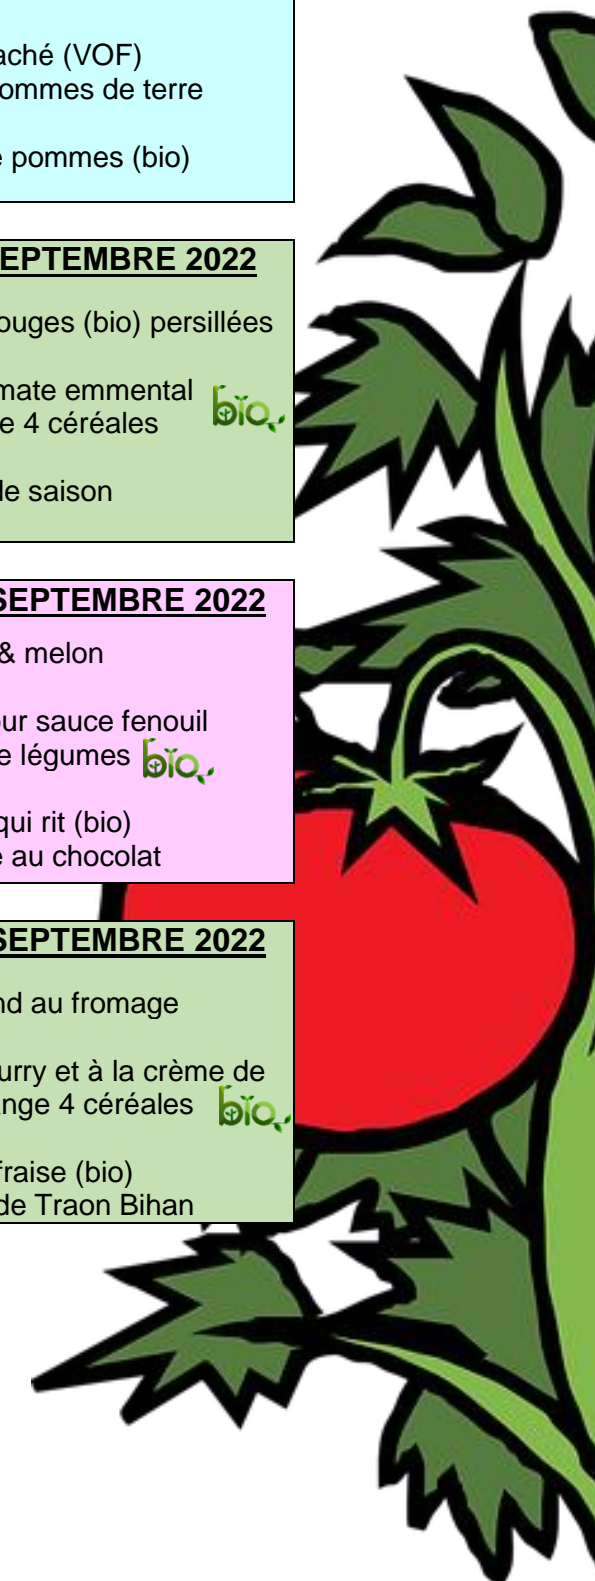 aché (VOF)
ommes de terre
e pommes (bio)
EPTEMBRE 2022
ouges (bio) persillées
mate emmental
e 4 céréales
bio
de saison
SEPTEMBRE 2022
& melon
our sauce fenouil
e légumes bio
qui rit (bio)
e au chocolat
SEPTEMBRE 2022
nd au fromage
urry et à la crème de
ange 4 céréales bio
fraise (bio)
de Traon Bihan